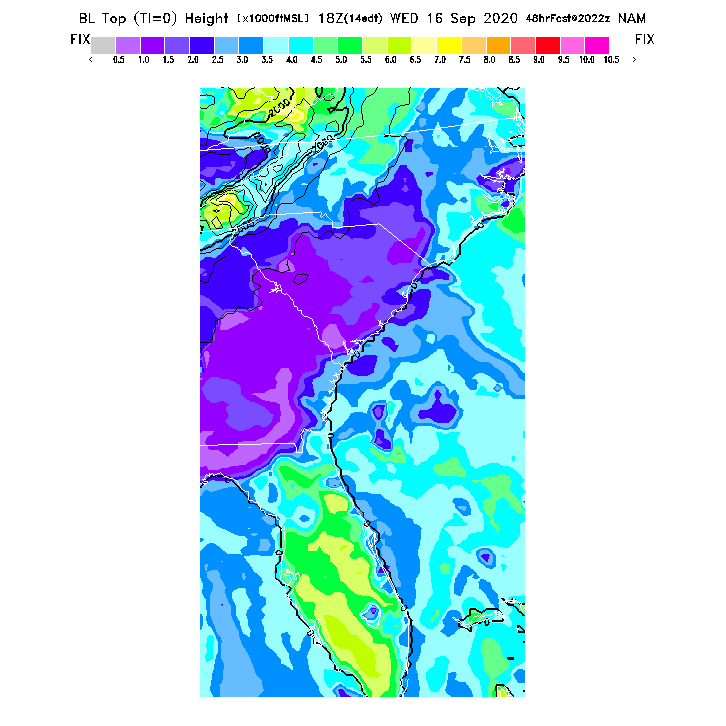 BL Top (TI=0) Height [x1000ftMSL] 18Z(14edt) WED 16 Sep 2020 48hrFcst@2022z NAM
FIX FIX
< 0.5 1.0 1.5 2.0 2.5 3.0 3.5 4.0 4.5 5.0 5.5 6.0 6.5 7.0 7.5 8.0 8.5 9.0 9.5 10.0 10.5 >
2000
2000